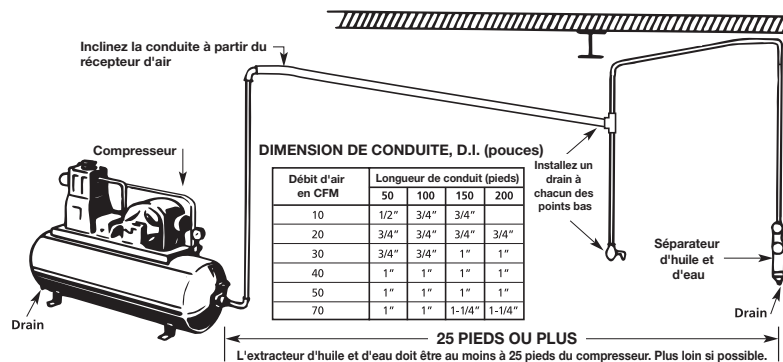 Inclinez la conduite à partir du
récepteur d'air
Compresseur
DIMENSION DE CONDUITE, D.I. (pouces)
Débit d'air
en CFM
Longueur de conduit (pieds)
50 100 150 200
10 1/2" 3/4" 3/4"
20 3/4" 3/4" 3/4" 3/4"
30 3/4" 3/4" 1" 1"
40 1" 1" 1" 1"
50 1" 1" 1" 1"
70 1" 1" 1-1/4" 1-1/4"
Installez un
drain à
chacun des
points bas
Séparateur
d'huile et
d'eau
Drain
Drain
25 PIEDS OU PLUS
L'extracteur d'huile et d'eau doit être au moins à 25 pieds du compresseur. Plus loin si possible.